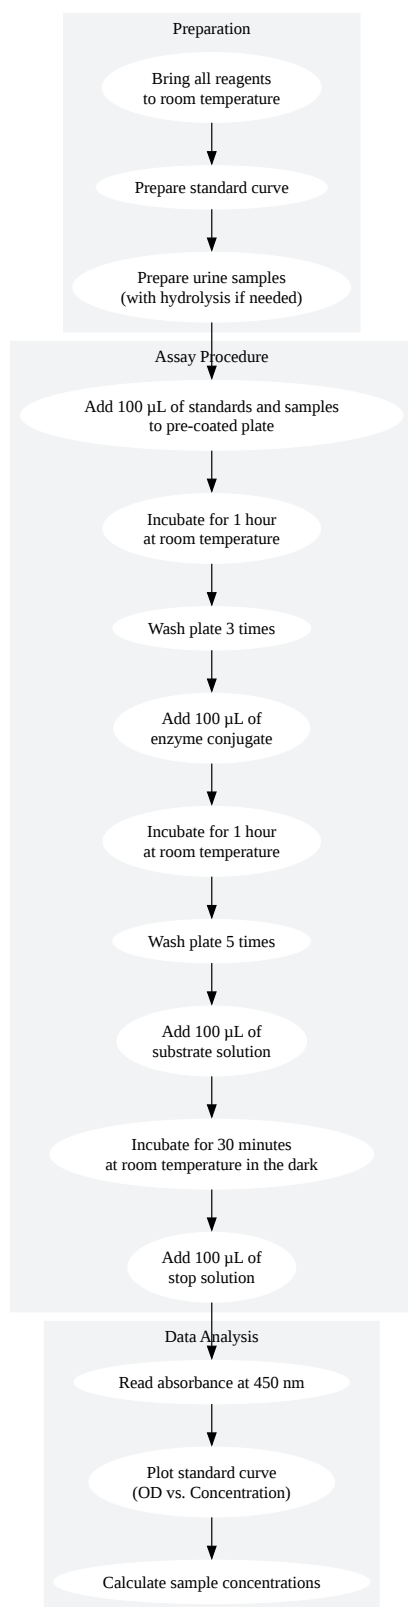 Preparation
Bring all reagents
to room temperature
Prepare standard curve
Prepare urine samples
(with hydrolysis if needed)
Assay Procedure
Add 100 µL of standards and samples
to pre-coated plate
Incubate for 1 hour
at room temperature
Wash plate 3 times
Add 100 µL of
enzyme conjugate
Incubate for 1 hour
at room temperature
Wash plate 5 times
Add 100 µL of
substrate solution
Incubate for 30 minutes
at room temperature in the dark
Add 100 µL of
stop solution
Data Analysis
Read absorbance at 450 nm
Plot standard curve
(OD vs. Concentration)
Calculate sample concentrations